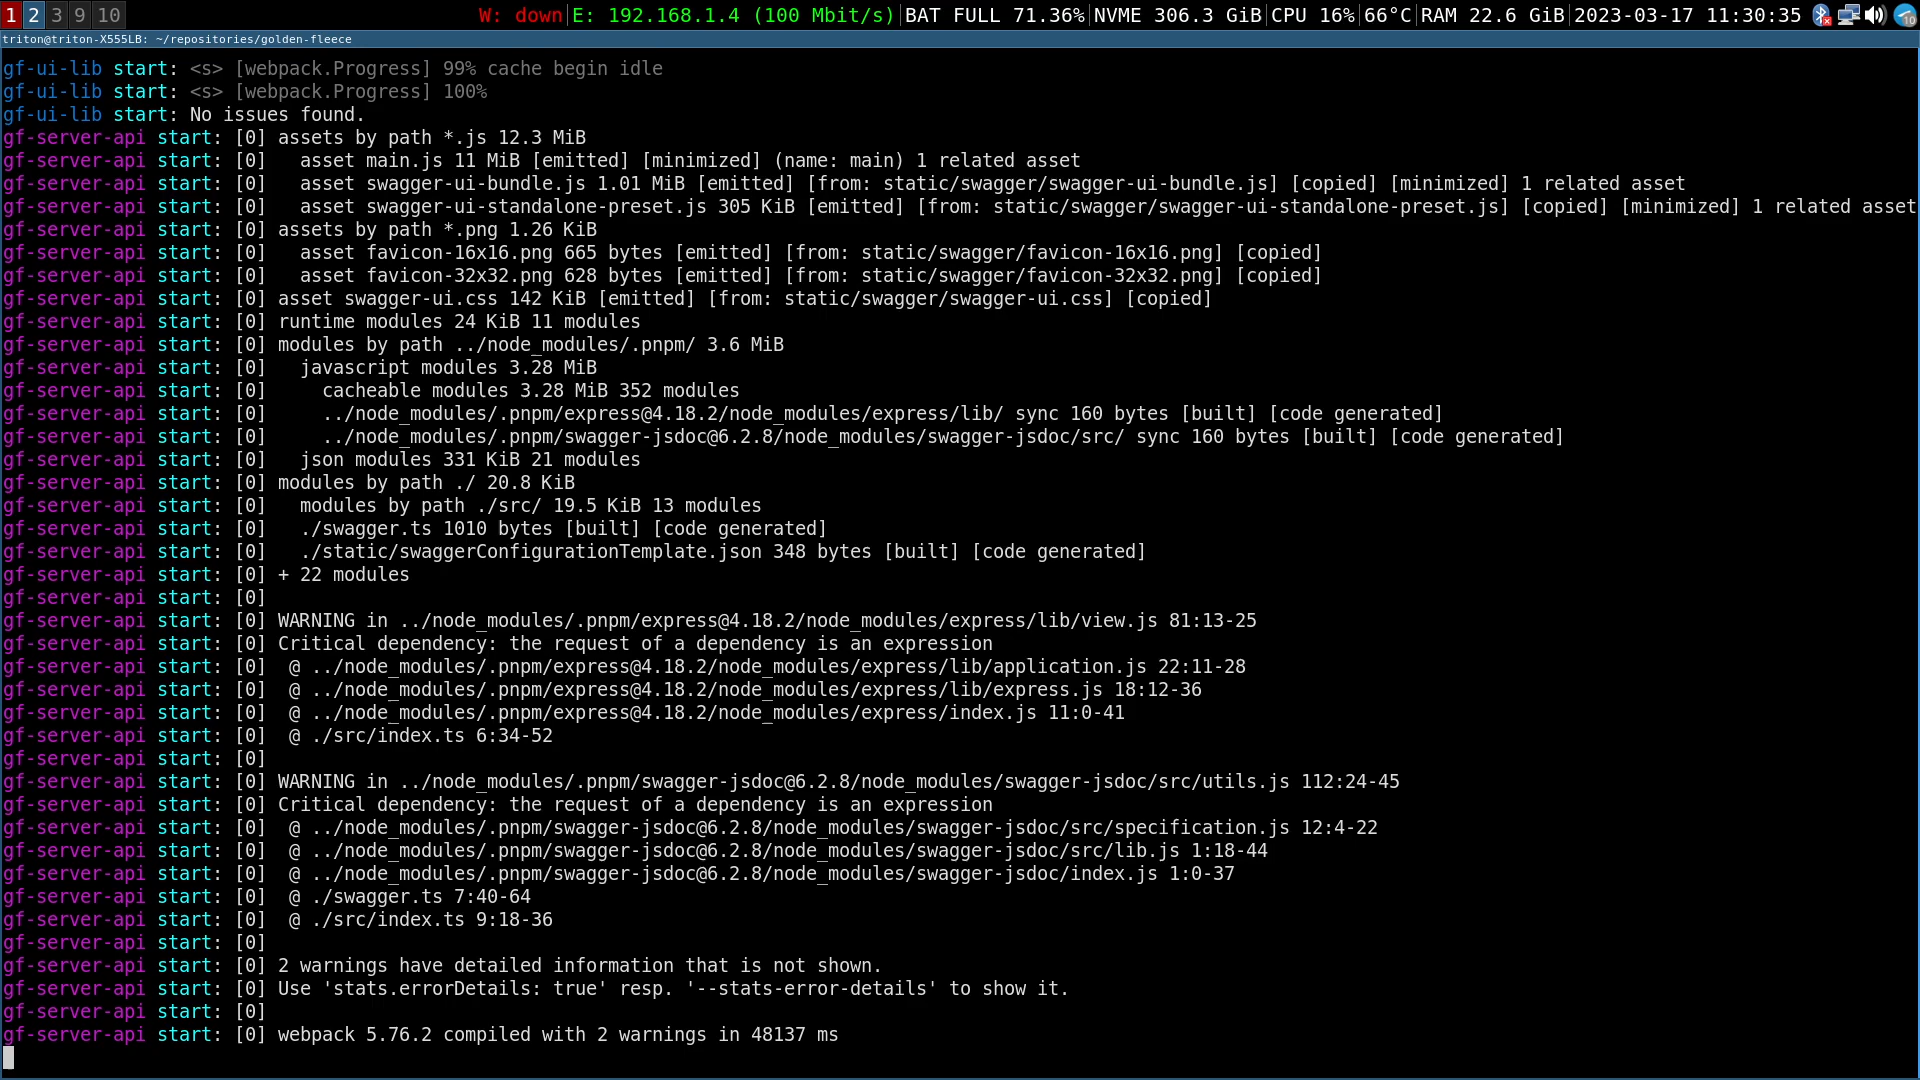 1 2 3 9 10 W: down|E: 192.168.1.4 (100 Mbit/s)|BAT FULL 71.36%|NVME 306.3 GiB|CPU 16%|66°C|RAM 22.6 GiB|2023-03-17 11:30:35 10
triton@triton-X555LB: ~/repositories/golden-fleece
gf-ui-lib start: <s> [webpack.Progress] 99% cache begin idle
gf-ui-lib start: <s> [webpack.Progress] 100%
gf-ui-lib start: No issues found.
gf-server-api start: [0] assets by path *.js 12.3 MiB
gf-server-api start: [0]   asset main.js 11 MiB [emitted] [minimized] (name: main) 1 related asset
gf-server-api start: [0]   asset swagger-ui-bundle.js 1.01 MiB [emitted] [from: static/swagger/swagger-ui-bundle.js] [copied] [minimized] 1 related asset
gf-server-api start: [0]   asset swagger-ui-standalone-preset.js 305 KiB [emitted] [from: static/swagger/swagger-ui-standalone-preset.js] [copied] [minimized] 1 related asset
gf-server-api start: [0] assets by path *.png 1.26 KiB
gf-server-api start: [0]   asset favicon-16x16.png 665 bytes [emitted] [from: static/swagger/favicon-16x16.png] [copied]
gf-server-api start: [0]   asset favicon-32x32.png 628 bytes [emitted] [from: static/swagger/favicon-32x32.png] [copied]
gf-server-api start: [0] asset swagger-ui.css 142 KiB [emitted] [from: static/swagger/swagger-ui.css] [copied]
gf-server-api start: [0] runtime modules 24 KiB 11 modules
gf-server-api start: [0] modules by path ../node_modules/.pnpm/ 3.6 MiB
gf-server-api start: [0]   javascript modules 3.28 MiB
gf-server-api start: [0]     cacheable modules 3.28 MiB 352 modules
gf-server-api start: [0]     ../node_modules/.pnpm/express@4.18.2/node_modules/express/lib/ sync 160 bytes [built] [code generated]
gf-server-api start: [0]     ../node_modules/.pnpm/swagger-jsdoc@6.2.8/node_modules/swagger-jsdoc/src/ sync 160 bytes [built] [code generated]
gf-server-api start: [0]   json modules 331 KiB 21 modules
gf-server-api start: [0] modules by path ./ 20.8 KiB
gf-server-api start: [0]   modules by path ./src/ 19.5 KiB 13 modules
gf-server-api start: [0]   ./swagger.ts 1010 bytes [built] [code generated]
gf-server-api start: [0]   ./static/swaggerConfigurationTemplate.json 348 bytes [built] [code generated]
gf-server-api start: [0] + 22 modules
gf-server-api start: [0]
gf-server-api start: [0] WARNING in ../node_modules/.pnpm/express@4.18.2/node_modules/express/lib/view.js 81:13-25
gf-server-api start: [0] Critical dependency: the request of a dependency is an expression
gf-server-api start: [0]  @ ../node_modules/.pnpm/express@4.18.2/node_modules/express/lib/application.js 22:11-28
gf-server-api start: [0]  @ ../node_modules/.pnpm/express@4.18.2/node_modules/express/lib/express.js 18:12-36
gf-server-api start: [0]  @ ../node_modules/.pnpm/express@4.18.2/node_modules/express/index.js 11:0-41
gf-server-api start: [0]  @ ./src/index.ts 6:34-52
gf-server-api start: [0]
gf-server-api start: [0] WARNING in ../node_modules/.pnpm/swagger-jsdoc@6.2.8/node_modules/swagger-jsdoc/src/utils.js 112:24-45
gf-server-api start: [0] Critical dependency: the request of a dependency is an expression
gf-server-api start: [0]  @ ../node_modules/.pnpm/swagger-jsdoc@6.2.8/node_modules/swagger-jsdoc/src/specification.js 12:4-22
gf-server-api start: [0]  @ ../node_modules/.pnpm/swagger-jsdoc@6.2.8/node_modules/swagger-jsdoc/src/lib.js 1:18-44
gf-server-api start: [0]  @ ../node_modules/.pnpm/swagger-jsdoc@6.2.8/node_modules/swagger-jsdoc/index.js 1:0-37
gf-server-api start: [0]  @ ./swagger.ts 7:40-64
gf-server-api start: [0]  @ ./src/index.ts 9:18-36
gf-server-api start: [0]
gf-server-api start: [0] 2 warnings have detailed information that is not shown.
gf-server-api start: [0] Use 'stats.errorDetails: true' resp. '--stats-error-details' to show it.
gf-server-api start: [0]
gf-server-api start: [0] webpack 5.76.2 compiled with 2 warnings in 48137 ms